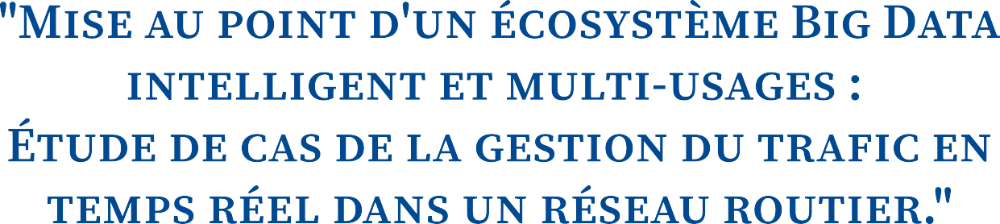 "Mise au point d'un écosystème Big Data
intelligent et multi-usages :
Étude de cas de la gestion du trafic en
temps réel dans un réseau routier."